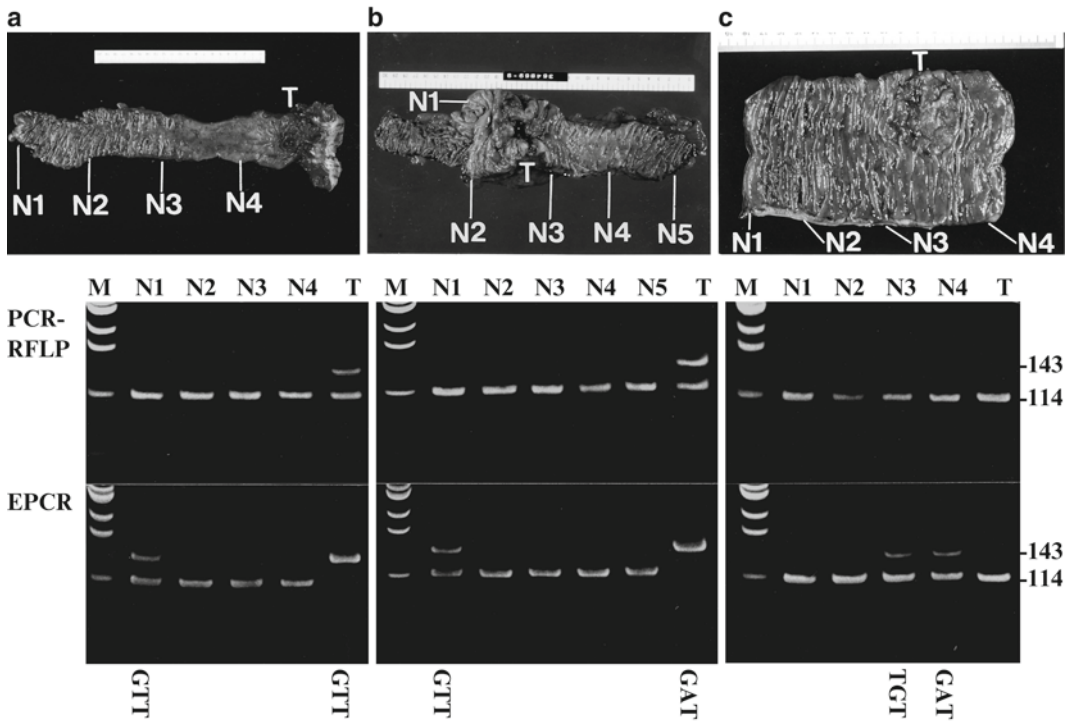 a
b
c
T
N1
N2
N3
N4
N1
T
N2
N3
N4
N5
T
N1
N2
N3
N4
M N1 N2 N3 N4 T
M N1 N2 N3 N4 N5 T
M N1 N2 N3 N4 T
PCR-
RFLP
-143
-114
EPCR
-143
-114
GTT
GTT
GTT
GAT
TGT
GAT